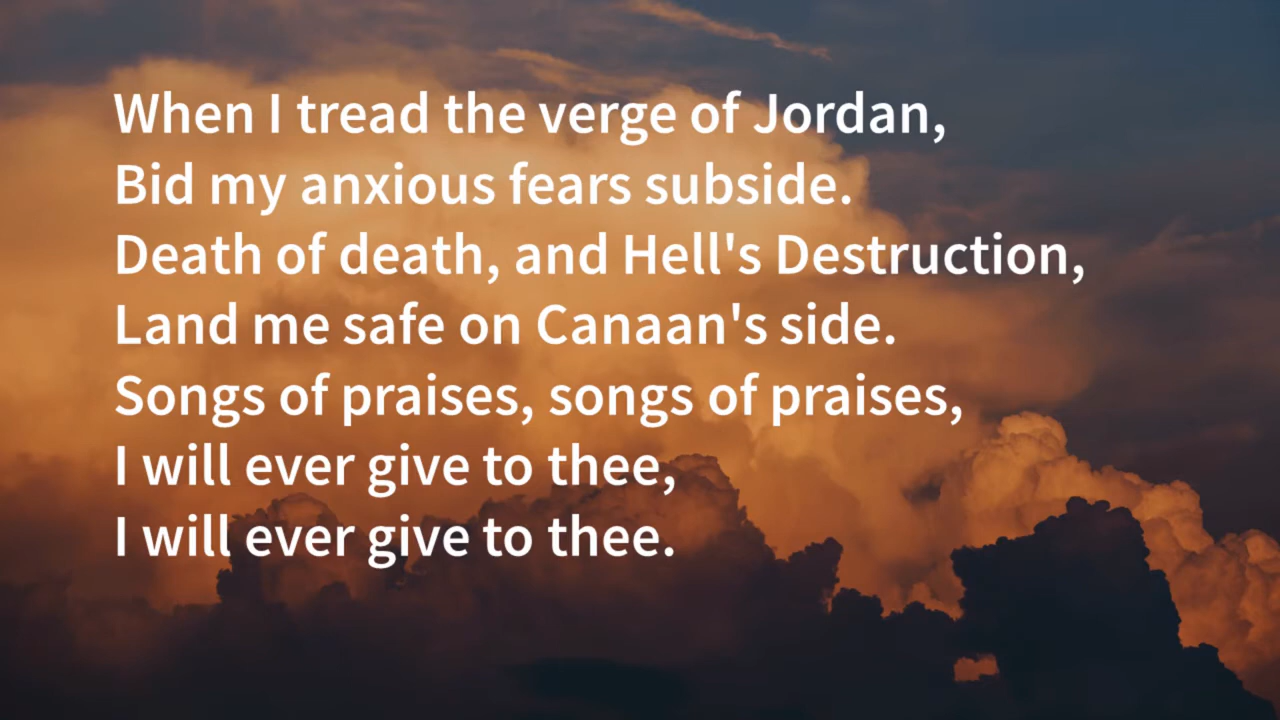 When I tread the verge of Jordan,
Bid my anxious fears subside.
Death of death, and Hell's Destruction,
Land me safe on Canaan's side.
Songs of praises, songs of praises,
I will ever give to thee,
I will ever give to thee.